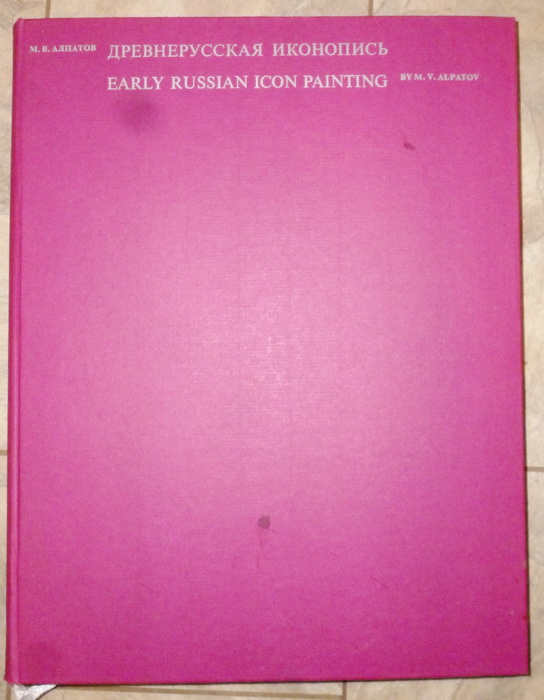 М. В. АЛПАТОВ ДРЕВНЕРУССКАЯ ИКОНОПИСЬ
EARLY RUSSIAN ICON PAINTING BY M. V. ALPATOV